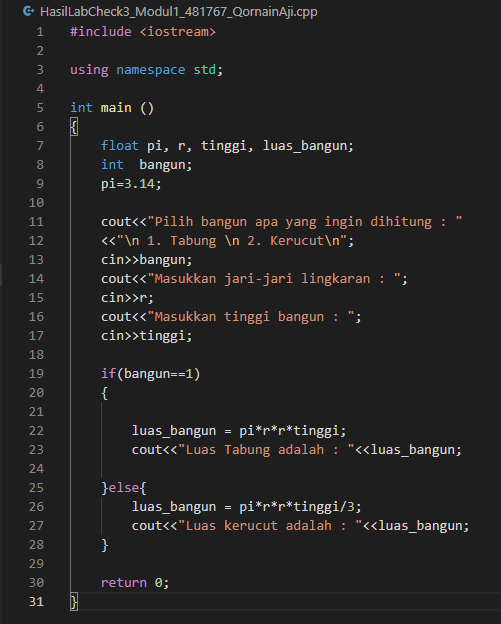 HasilLabCheck3_Modul1_481767_QornainAji.cpp
1 #include <iostream>
2
3 using namespace std;
4
5 int main ()
6 {
7 float pi, r, tinggi, luas_bangun;
8 int  bangun;
9 pi=3.14;
10
11 cout<<"Pilih bangun apa yang ingin dihitung : "
12 <<"\n 1. Tabung \n 2. Kerucut\n";
13 cin>>bangun;
14 cout<<"Masukkan jari-jari lingkaran : ";
15 cin>>r;
16 cout<<"Masukkan tinggi bangun : ";
17 cin>>tinggi;
18
19 if(bangun==1)
20 {
21
22 luas_bangun = pi*r*r*tinggi;
23 cout<<"Luas Tabung adalah : "<<luas_bangun;
24
25 }else{
26 luas_bangun = pi*r*r*tinggi/3;
27 cout<<"Luas kerucut adalah : "<<luas_bangun;
28 }
29
30 return 0;
31 }